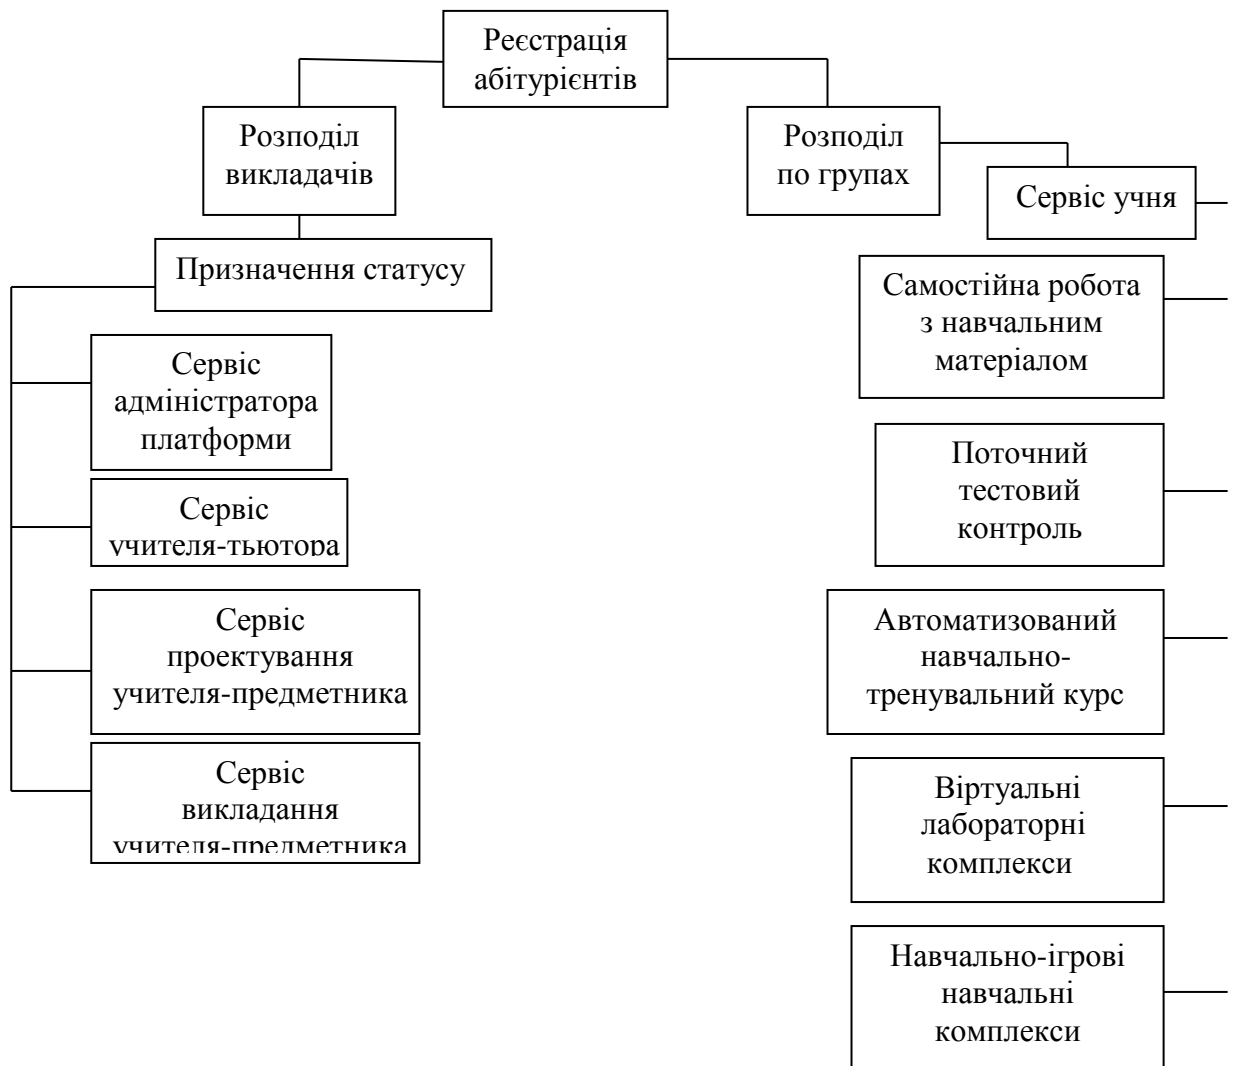 Реєстрація
абітурієнтів
Розподіл
викладачів
Розподіл
по групах
Сервіс учня
Призначення статусу
Самостійна робота
з навчальним
матеріалом
Сервіс
адміністратора
платформи
Поточний
тестовий
контроль
Сервіс
учителя-тьютора
Сервіс
проектування
учителя-предметника
Автоматизований
навчально-
тренувальний курс
Сервіс
викладання
учителя-предметника
Віртуальні
лабораторні
комплекси
Навчально-ігрові
навчальні
комплекси